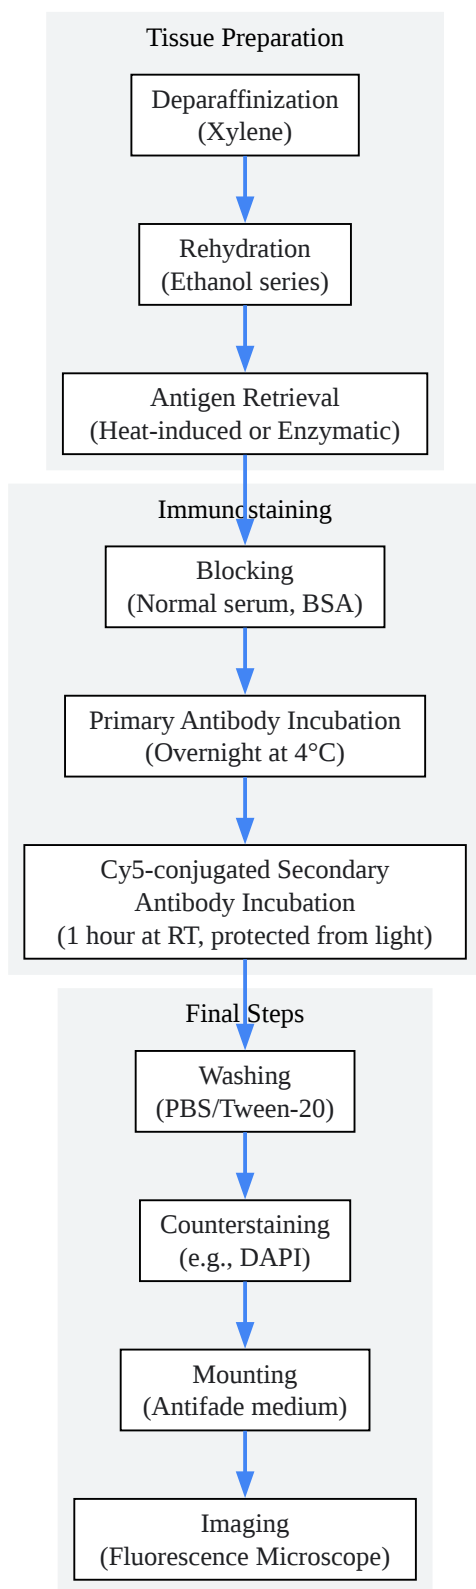 Tissue Preparation
Deparaffinization
(Xylene)
Rehydration
(Ethanol series)
Antigen Retrieval
(Heat-induced or Enzymatic)
Immunostaining
Blocking
(Normal serum, BSA)
Primary Antibody Incubation
(Overnight at 4°C)
Cy5-conjugated Secondary
Antibody Incubation
(1 hour at RT, protected from light)
Final Steps
Washing
(PBS/Tween-20)
Counterstaining
(e.g., DAPI)
Mounting
(Antifade medium)
Imaging
(Fluorescence Microscope)